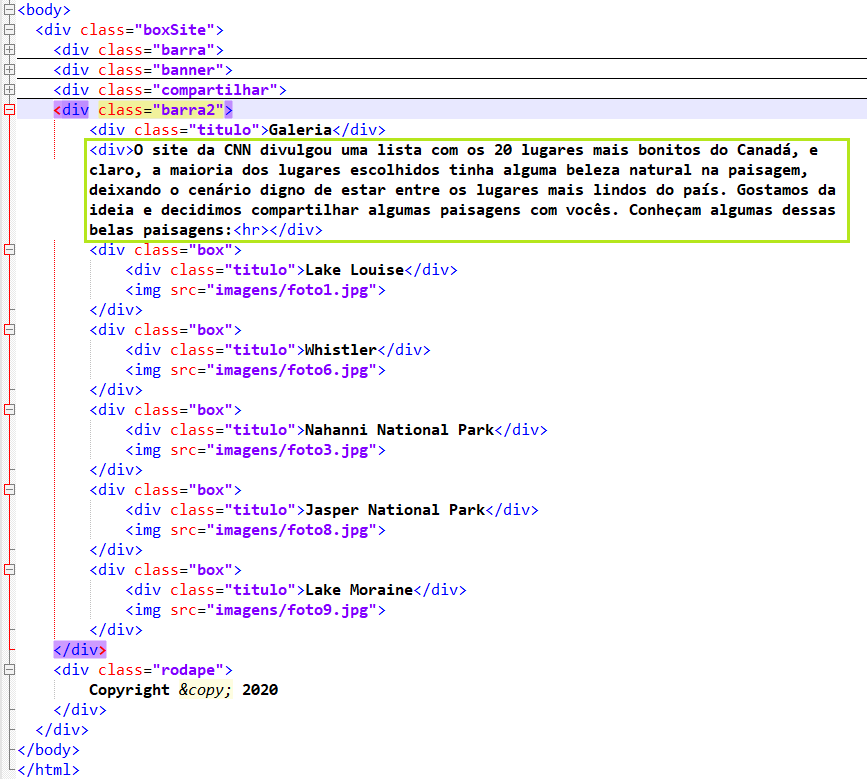 <body>
<div class="boxSite">
<div class="barra">
<div class="banner">
<div class="compartilhar">
<div class="barra2">
<div class="titulo">Galeria</div>
<div>O site da CNN divulgou uma lista com os 20 lugares mais bonitos do Canadá, e
claro, a maioria dos lugares escolhidos tinha alguma beleza natural na paisagem,
deixando o cenário digno de estar entre os lugares mais lindos do país. Gostamos da
ideia e decidimos compartilhar algumas paisagens com vocês. Conheçam algumas dessas
belas paisagens:<hr></div>
<div class="box">
<div class="titulo">Lake Louise</div>
<img src="imagens/foto1.jpg">
</div>
<div class="box">
<div class="titulo">Whistler</div>
<img src="imagens/foto6.jpg">
</div>
<div class="box">
<div class="titulo">Nahanni National Park</div>
<img src="imagens/foto3.jpg">
</div>
<div class="box">
<div class="titulo">Jasper National Park</div>
<img src="imagens/foto8.jpg">
</div>
<div class="box">
<div class="titulo">Lake Moraine</div>
<img src="imagens/foto9.jpg">
</div>
</div>
<div class="rodape">
Copyright &copy; 2020
</div>
</div>
</body>
</html>